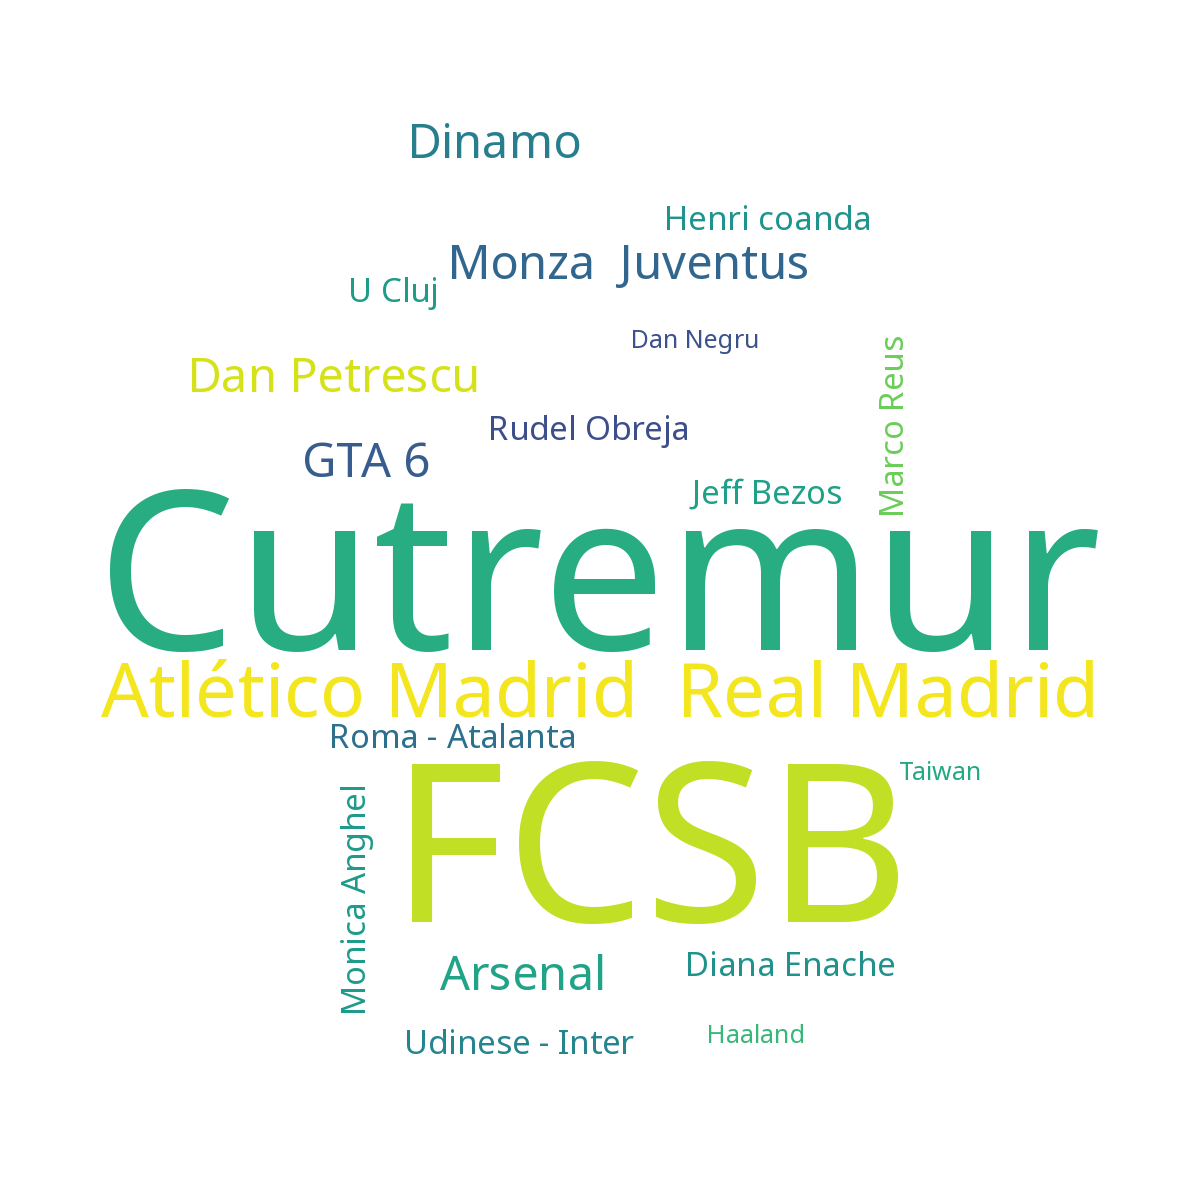 Dinamo
Henri coanda
Monza Juventus
U Cluj
Dan Negru
Dan Petrescu
Marco Reus
Rudel Obreja
GTA 6
Jeff Bezos
Cutremur
Atlético Madrid Real Madrid
Roma - Atalanta
FCSB
Taiwan
Monica Anghel
Arsenal
Diana Enache
Udinese - Inter
Haaland